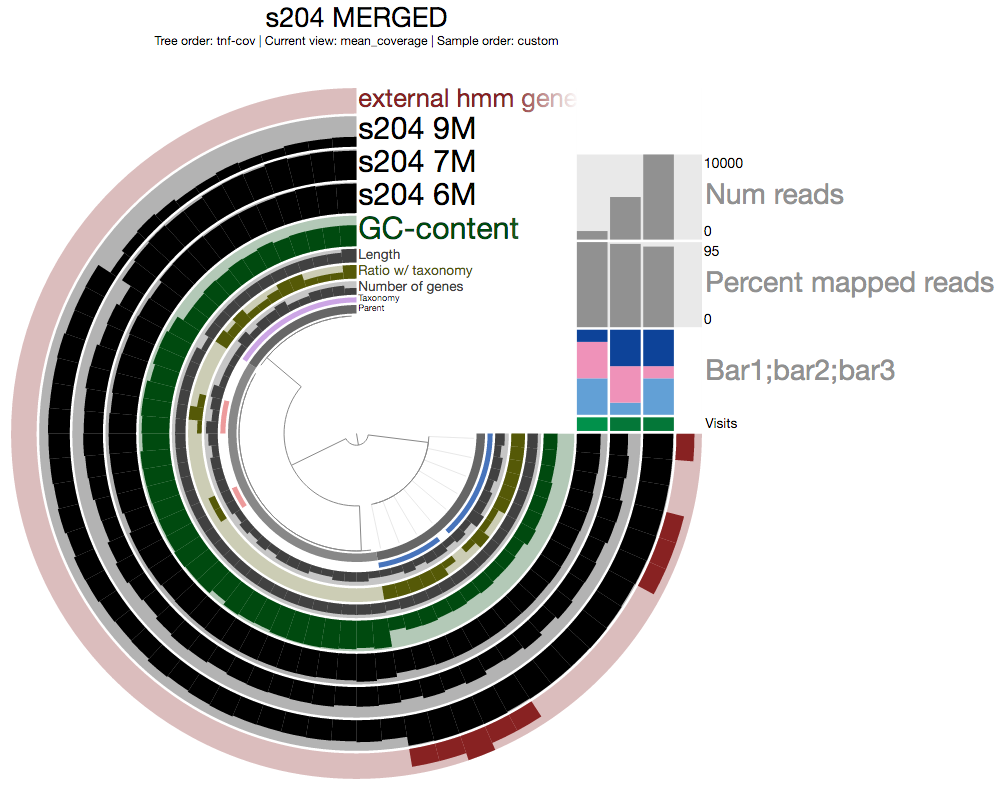 s204 MERGED
Tree order: tnf-cov | Current view: mean_coverage | Sample order: custom
external hmm gene
s204 9M
s204 7M
s204 6M
GC-content
Length
Ratio w/ taxonomy
Number of genes
Taxonomy
Parent
10000
Num reads
0
95
Percent mapped reads
0
Bar1;bar2;bar3
Visits